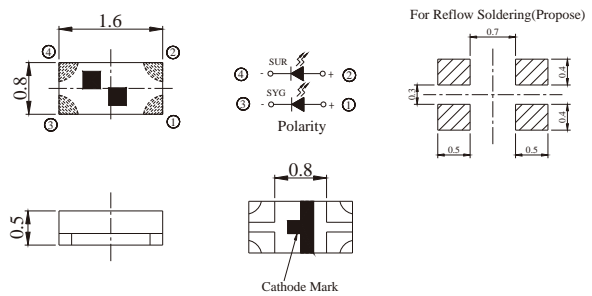 For Reflow Soldering(Propose)
1.6
0.7
④ ②
SUR
④ - + ②
0.8
0.4
SYG
③ - + ①
0.3
③ ①
Polarity
0.4
0.5 0.5
0.8
0.5
Cathode Mark